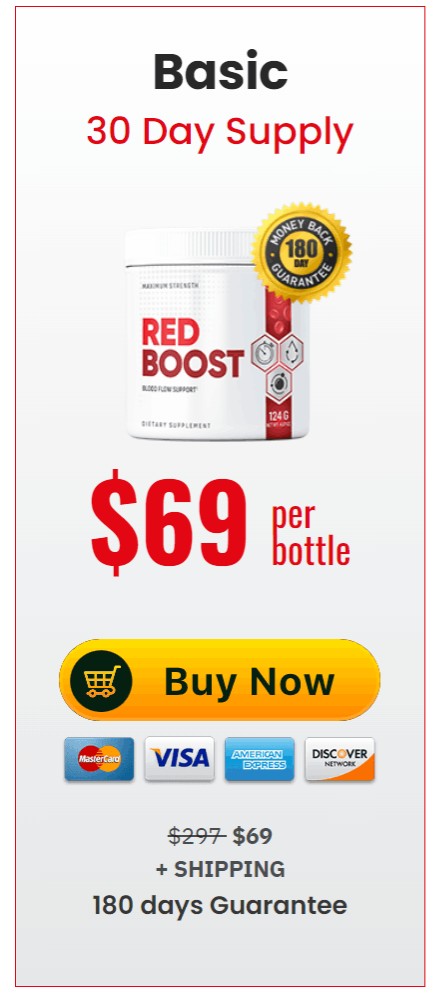 Basic
30 Day Supply
MONEY BACK
180
DAY
GUARANTEE
MAXIMUM STRENGTH
RED
BOOST
BLOOD FLOW SUPPORT
DIETARY SUPPLEMENT
124 G
$69 per
bottle
Buy Now
MasterCard
VISA
AMERICAN
EXPRESS
DISCOVER
NETWORK
$297 $69
+ SHIPPING
180 days Guarantee